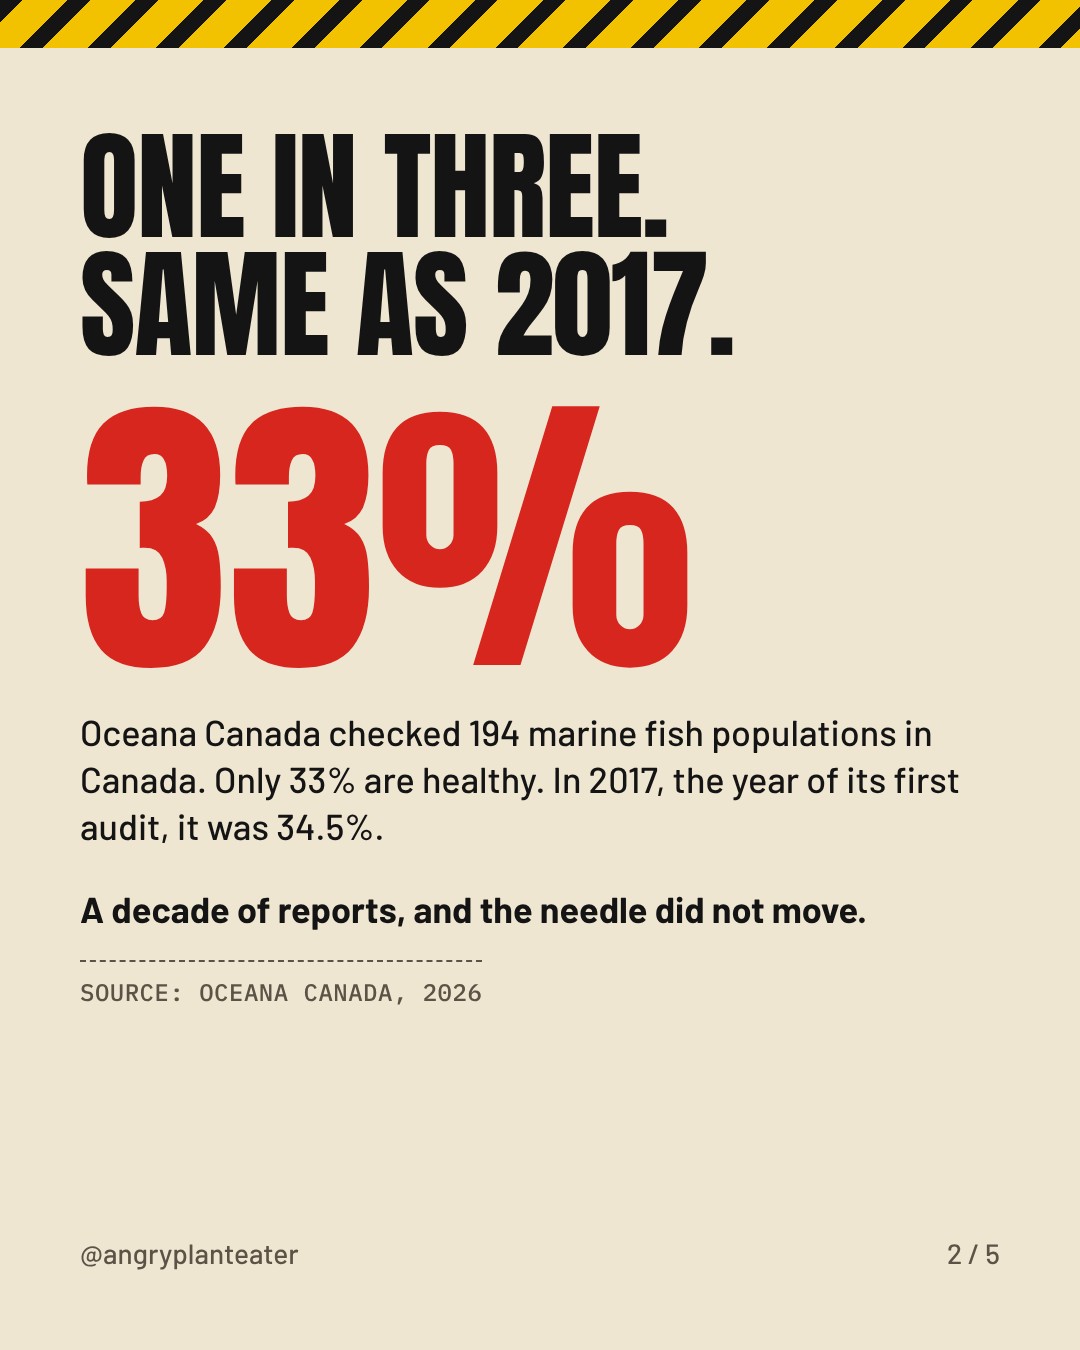 ONE IN THREE.
SAME AS 2017.
33%
Oceana Canada checked 194 marine fish populations in
Canada. Only 33% are healthy. In 2017, the year of its first
audit, it was 34.5%.
A decade of reports, and the needle did not move.
SOURCE: OCEANA CANADA, 2026
@angryplanteater
2 / 5